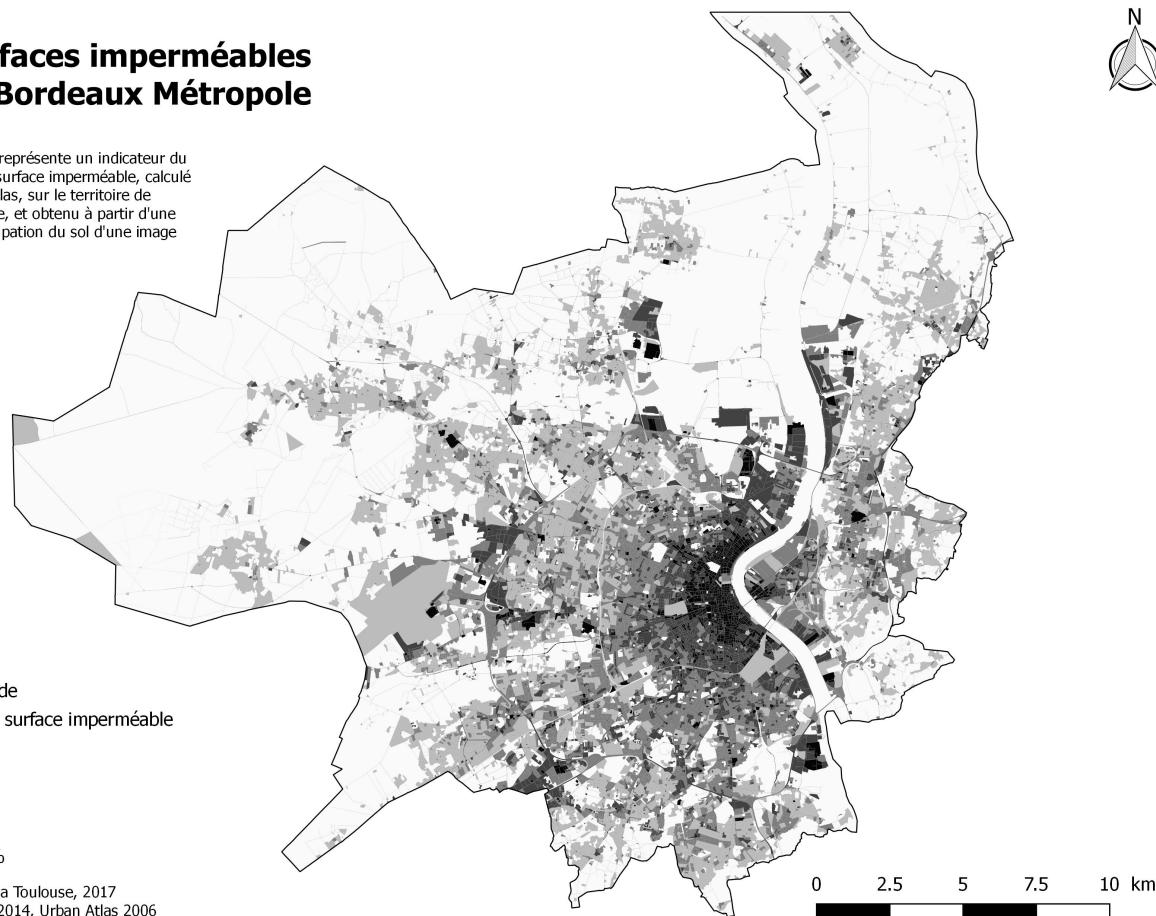 faces imperméables
Bordeaux Métropole
N
représente un indicateur du
surface imperméable, calculé
las, sur le territoire de
e, et obtenu à partir d'une
pation du sol d'une image
de
surface imperméable
a Toulouse, 2017
2014, Urban Atlas 2006
0 2.5 5 7.5 10 km